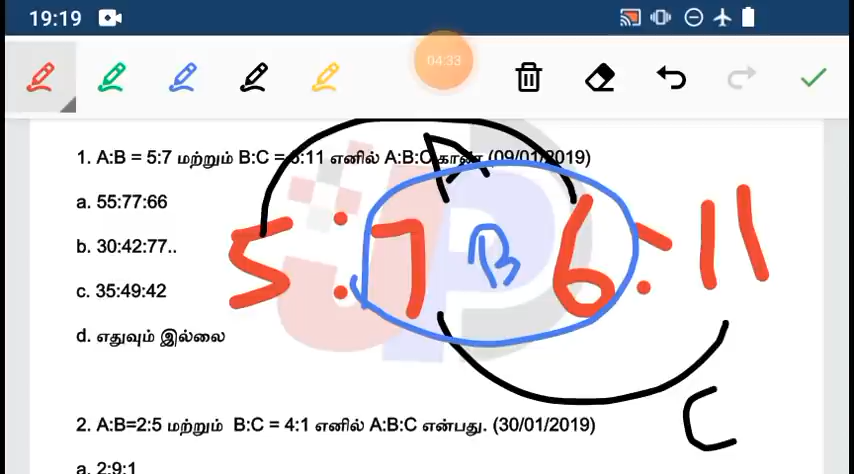 19:19
04:33
1. A:B = 5:7 மற்றும் B:C = 6:11 எனில் A:B:C காண் (09/01/2019)
a. 55:77:66
b. 30:42:77..
c. 35:49:42
d. எதுவும் இல்லை
A
5 : 7 B 6 : 11
C
2. A:B=2:5 மற்றும் B:C = 4:1 எனில் A:B:C என்பது. (30/01/2019)
a. 2:9:1